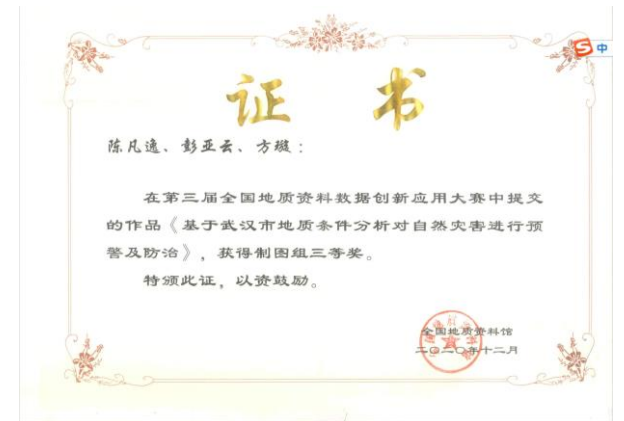 证 书
陈凡逸、彭亚云、方璇：
在第三届全国地质资料数据创新应用大赛中提交
的作品《基于武汉市地质条件分析对自然灾害进行预
警及防治》，获得制图组三等奖。
特颁此证，以资鼓励。
全国地质资料馆
二〇二〇年十二月
中